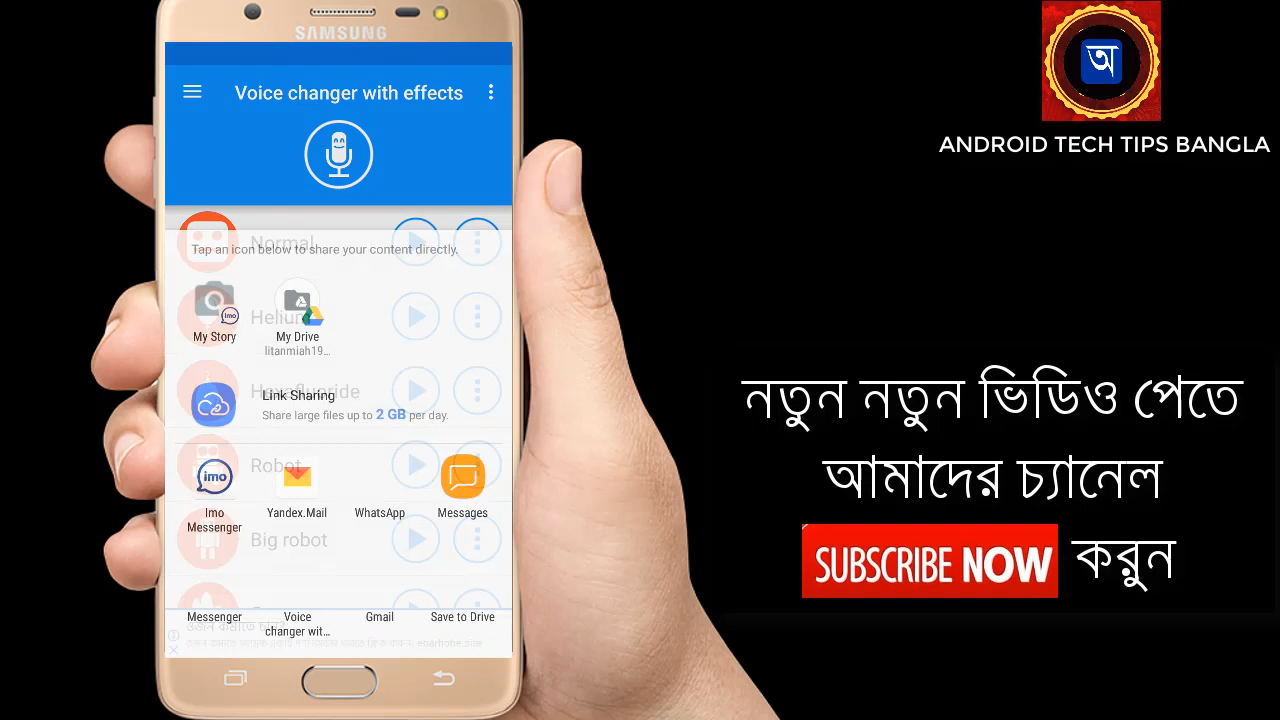 SAMSUNG
Voice changer with effects
Normal
Tap an icon below to share your content directly.
Helium
My Story
My Drive
litanmiah19...
Hexafluoride
Link Sharing
Share large files up to 2 GB per day.
Robot
imo
Imo Messenger
Yandex.Mail
WhatsApp
Messages
Big robot
Messenger
Voice changer wit...
Gmail
Save to Drive
অ
ANDROID TECH TIPS BANGLA
নতুন নতুন ভিডিও পেতে
আমাদের চ্যানেল
SUBSCRIBE NOW করুন